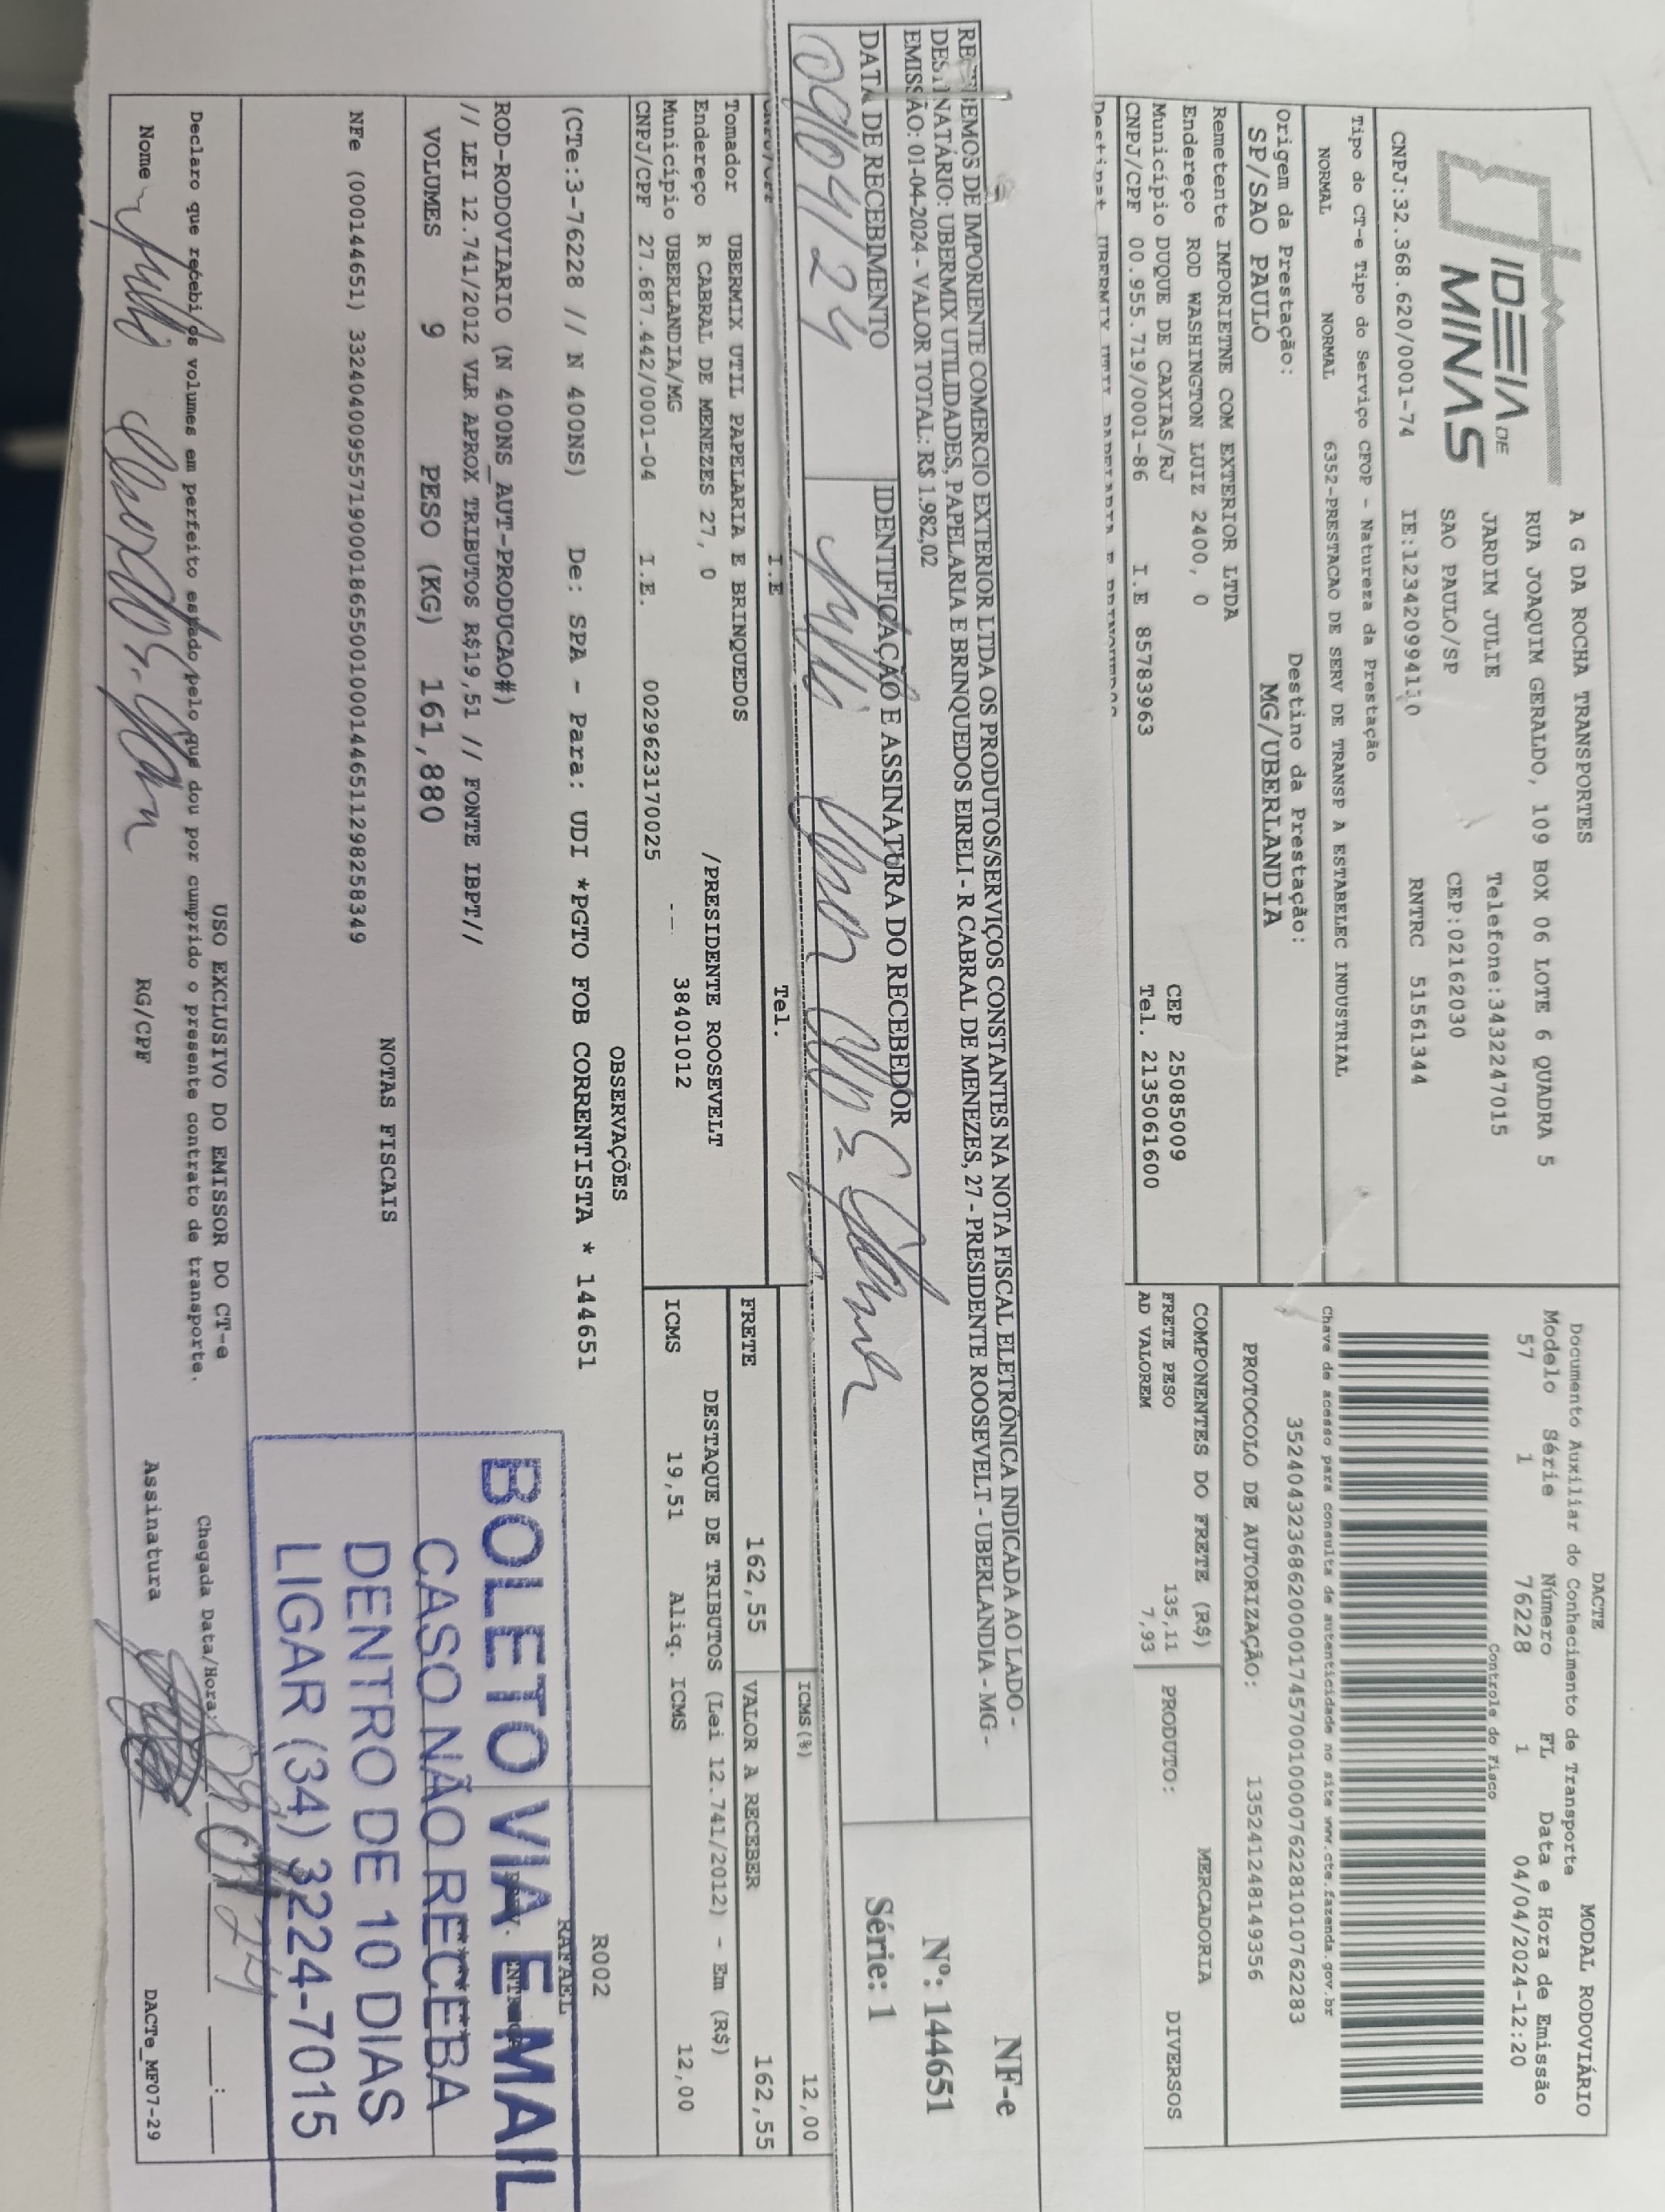 IDEIA DE
MINAS
A G DA ROCHA TRANSPORTES
RUA JOAQUIM GERALDO, 109 BOX 06 LOTE 6 QUADRA 5
JARDIM JULIE Telefone:3432247015
SAO PAULO/SP CEP:02162030
CNPJ:32.368.620/0001-74 IE:123420994110 RNTRC 51561344
Tipo do CT-e Tipo do Serviço CFOP - Natureza da Prestação
NORMAL NORMAL 6352-PRESTACAO DE SERV DE TRANSP A ESTABELEC INDUSTRIAL
Origem da Prestação: Destino da Prestação:
SP/SAO PAULO MG/UBERLANDIA
Remetente IMPORIETNE COM EXTERIOR LTDA
Endereço ROD WASHINGTON LUIZ 2400, 0
Município DUQUE DE CAXIAS/RJ CEP 25085009
CNPJ/CPF 00.955.719/0001-86 I.E 85783963 Tel. 2135061600
DACTE MODAL RODOVIÁRIO
Documento Auxiliar do Conhecimento de Transporte
Modelo Série Número FL Data e Hora de Emissão
57 1 76228 1 04/04/2024-12:20
Controle do Fisco
Chave de acesso para consulta de autenticidade no site www.cte.fazenda.gov.br
35240432368620000174570010000762281010762283
PROTOCOLO DE AUTORIZAÇÃO: 135241248149356
COMPONENTES DO FRETE (R$) MERCADORIA
FRETE PESO 135,11 PRODUTO: DIVERSOS
AD VALOREM 7,93
RECEBEMOS DE IMPORIENTE COMERCIO EXTERIOR LTDA OS PRODUTOS/SERVIÇOS CONSTANTES NA NOTA FISCAL ELETRÔNICA INDICADA AO LADO -
DESTINATÁRIO: UBERMIX UTILIDADES, PAPELARIA E BRINQUEDOS EIRELI - R CABRAL DE MENEZES, 27 - PRESIDENTE ROOSEVELT - UBERLANDIA - MG -
EMISSÃO: 01-04-2024 - VALOR TOTAL: R$ 1.982,02
DATA DE RECEBIMENTO IDENTIFICAÇÃO E ASSINATURA DO RECEBEDOR
09/04/24
NF-e
Nº: 144651
Série: 1
I.E Tel.
ICMS(%) 12,00
Tomador UBERMIX UTIL PAPELARIA E BRINQUEDOS
Endereço R CABRAL DE MENEZES 27, 0 /PRESIDENTE ROOSEVELT
Município UBERLANDIA/MG -- 38401012
CNPJ/CPF 27.687.442/0001-04 I.E. 0029623170025
FRETE 162,55 VALOR A RECEBER 162,55
DESTAQUE DE TRIBUTOS (Lei 12.741/2012) - Em (R$)
ICMS 19,51 Aliq. ICMS 12,00
OBSERVAÇÕES
R002
(CTe:3-76228 // N 400NS) De: SPA - Para: UDI *PGTO FOB CORRENTISTA * 144651
RAFAEL
ROD-RODOVIARIO (N 400NS_AUT-PRODUCAO#)
// LEI 12.741/2012 VLR APROX TRIBUTOS R$19,51 // FONTE IBPT//
VOLUMES 9 PESO (KG) 161,880
NOTAS FISCAIS
NFe (000144651) 33240400955719000186550010001446511298258349
BOLETO VIA E MAIL
CASO NÃO RECEBA
DENTRO DE 10 DIAS
LIGAR (34) 3224-7015
USO EXCLUSIVO DO EMISSOR DO CT-e
Declaro que recebi os volumes em perfeito estado pelo que dou por cumprido o presente contrato de transporte. Chegada Data/Hora:
Nome RG/CPF Assinatura DACTe_MF07-29